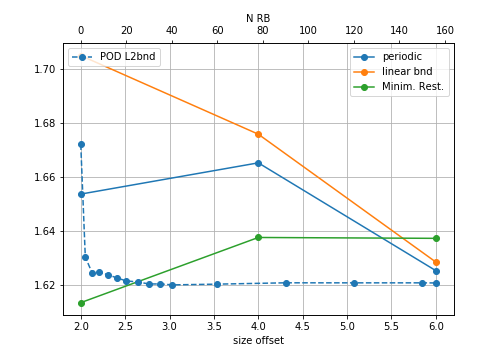 N RB
0 20 40 60 80 100 120 140 160
POD L2bnd
periodic
linear bnd
Minim. Rest.
1.70
1.68
1.66
1.64
1.62
2.0 2.5 3.0 3.5 4.0 4.5 5.0 5.5 6.0
size offset